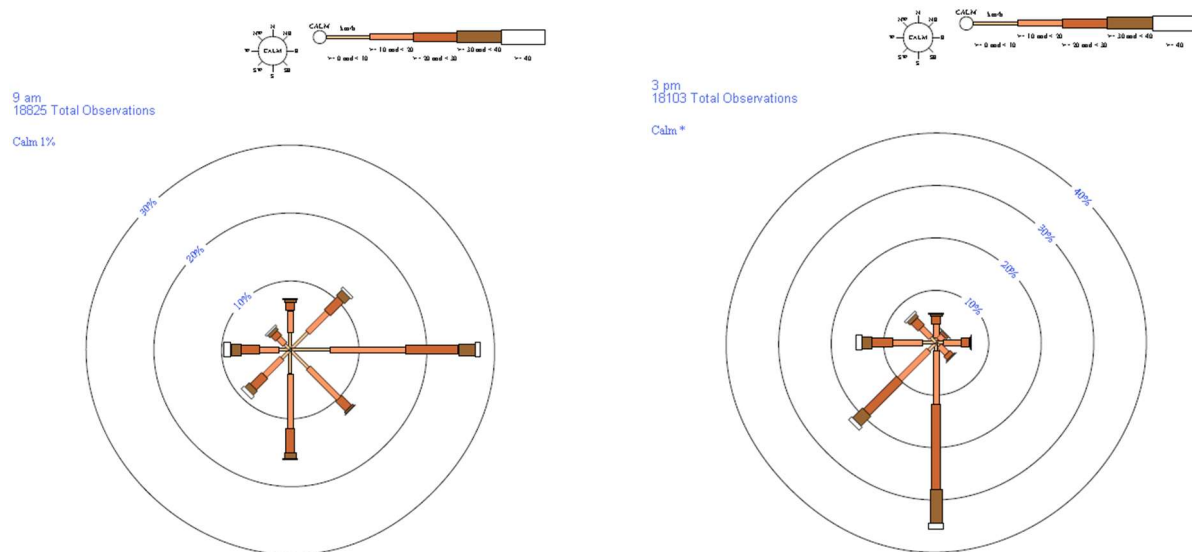 N
NW
NE
W
CALM
E
SW
SE
S
CALM
km/h
>= 0 and < 10
>= 10 and < 20
>= 20 and < 30
>= 30 and < 40
>= 40
9 am
18825 Total Observations
Calm 1%
30%
20%
10%
N
NW
NE
W
CALM
E
SW
SE
S
CALM
km/h
>= 0 and < 10
>= 10 and < 20
>= 20 and < 30
>= 30 and < 40
>= 40
3 pm
18103 Total Observations
Calm *
40%
30%
20%
10%